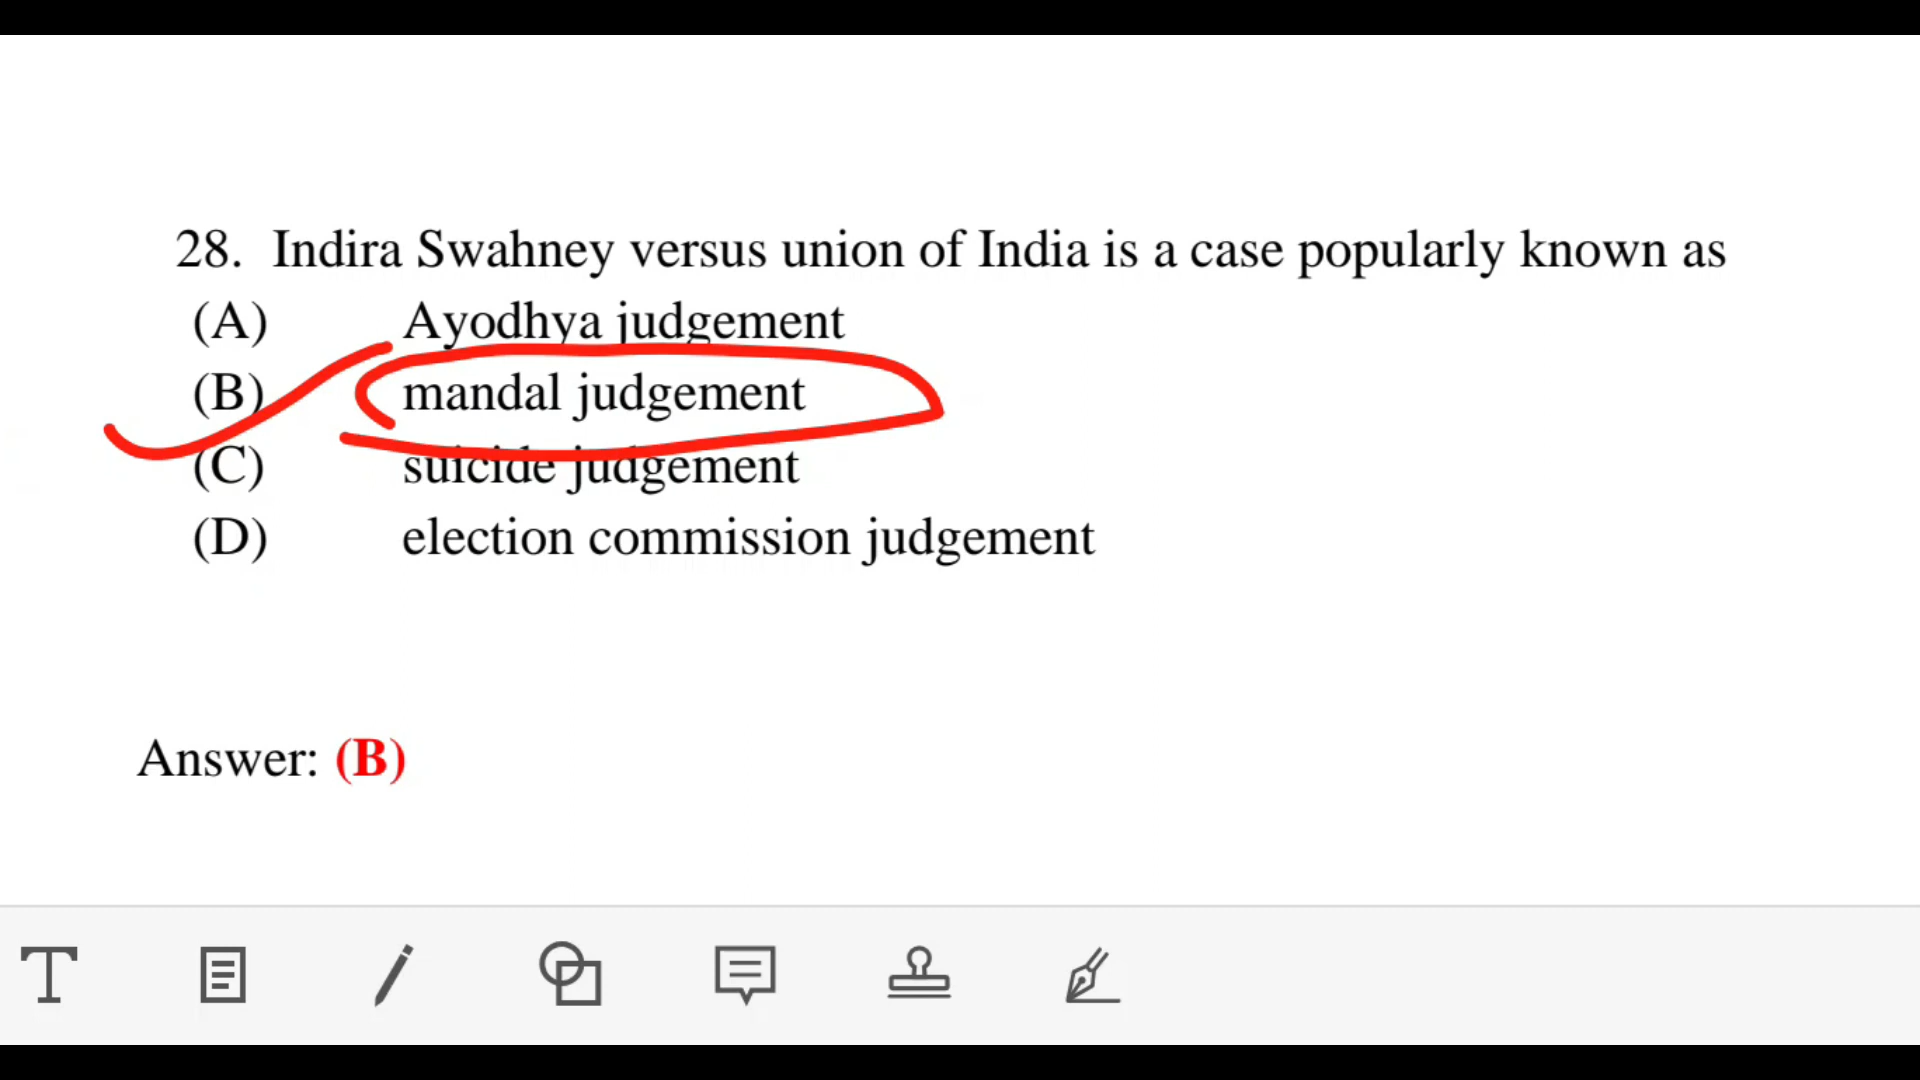 28. Indira Swahney versus union of India is a case popularly known as
(A) Ayodhya judgement
(B) mandal judgement
(C) suicide judgement
(D) election commission judgement
Answer: (B)
T